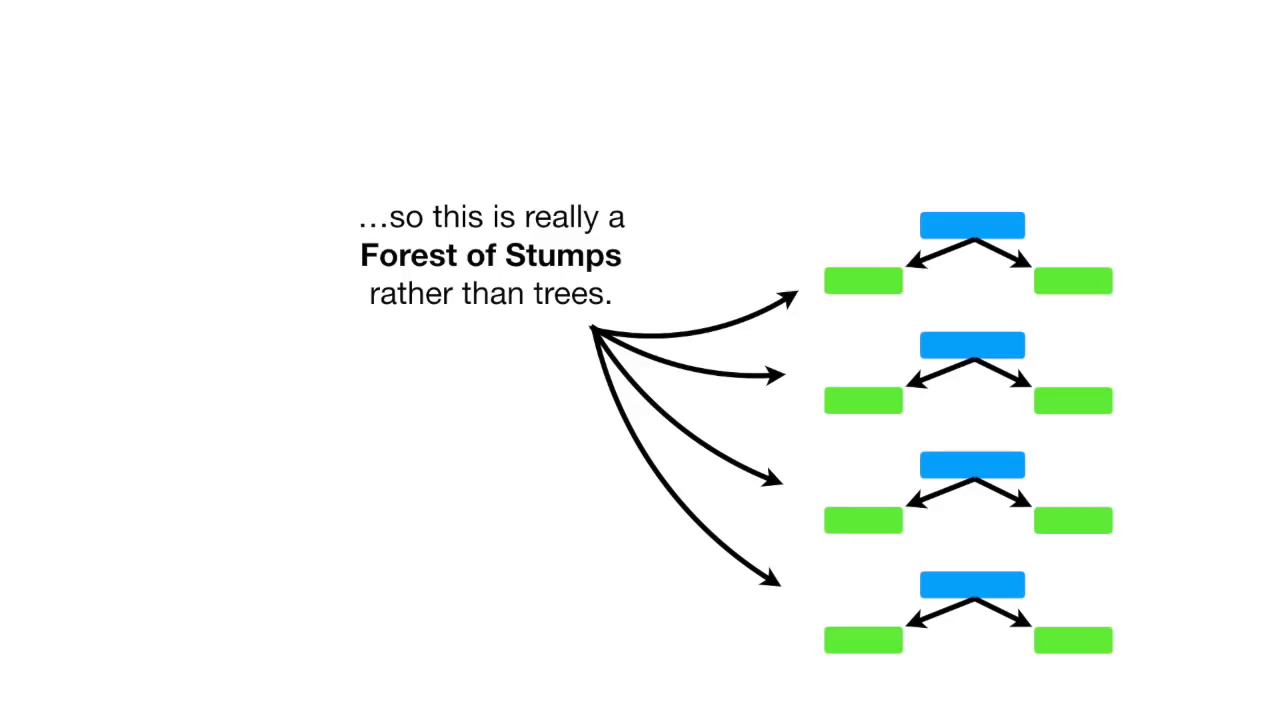 …so this is really a
Forest of Stumps
rather than trees.